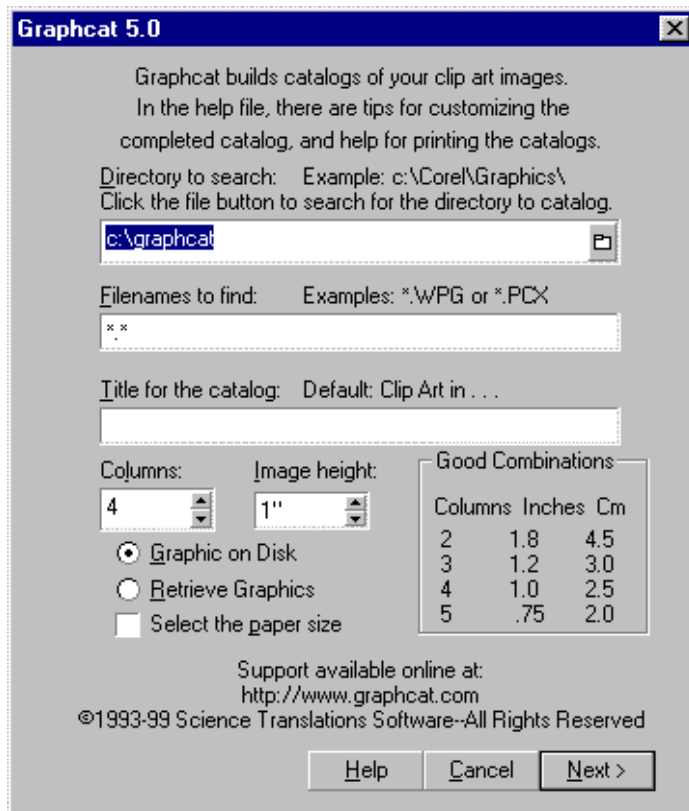 Graphcat 5.0
Graphcat builds catalogs of your clip art images.
In the help file, there are tips for customizing the
completed catalog, and help for printing the catalogs.
Directory to search: Example: c:\Corel\Graphics\
Click the file button to search for the directory to catalog.
c:\graphcat
Filenames to find: Examples: *.WPG or *.PCX
*.*
Title for the catalog: Default: Clip Art in . . .
Columns: Image height:
4 1"
Graphic on Disk
Retrieve Graphics
Select the paper size
Good Combinations
Columns Inches Cm
2 1.8 4.5
3 1.2 3.0
4 1.0 2.5
5 .75 2.0
Support available online at:
http://www.graphcat.com
©1993-99 Science Translations Software--All Rights Reserved
Help Cancel Next >